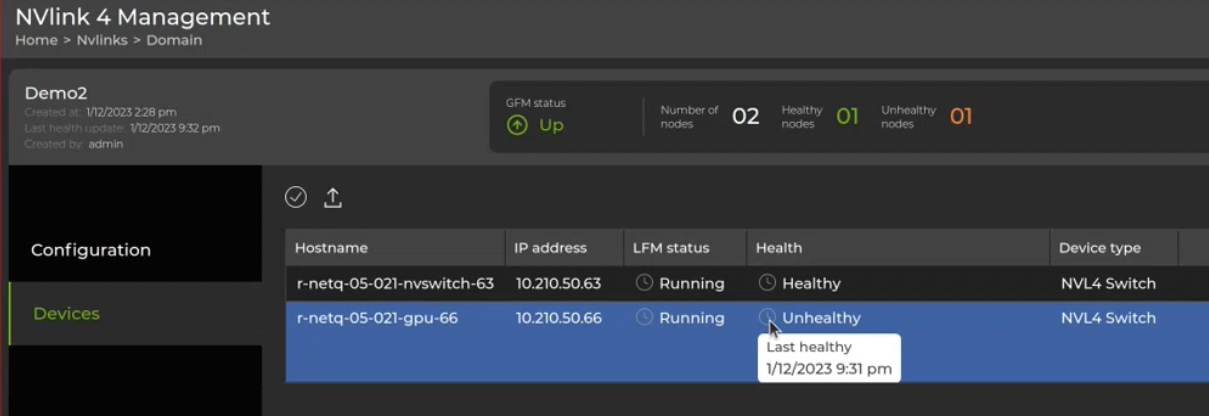 NVlink 4 Management
Home > Nvlinks > Domain
Demo2
Created at: 1/12/2023 2:28 pm
Last health update: 1/12/2023 9:32 pm
Created by: admin
GFM status
Up
Number of nodes 02
Healthy nodes 01
Unhealthy nodes 01
Configuration
Devices
Hostname IP address LFM status Health Device type
r-netq-05-021-nvswitch-63 10.210.50.63 Running Healthy NVL4 Switch
r-netq-05-021-gpu-66 10.210.50.66 Running Unhealthy NVL4 Switch
Last healthy
1/12/2023 9:31 pm